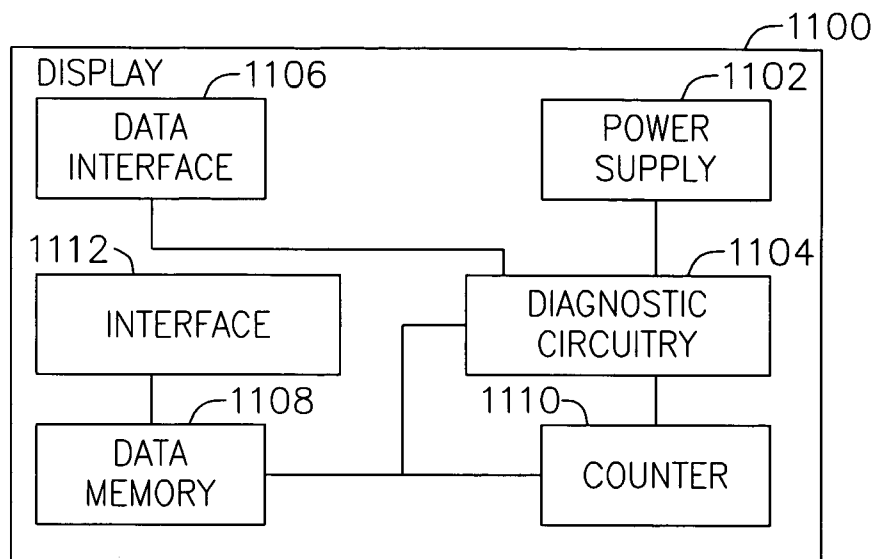 1100
DISPLAY
1106
1102
DATA
INTERFACE
POWER
SUPPLY
1112
1104
INTERFACE
DIAGNOSTIC
CIRCUITRY
1108
1110
DATA
MEMORY
COUNTER